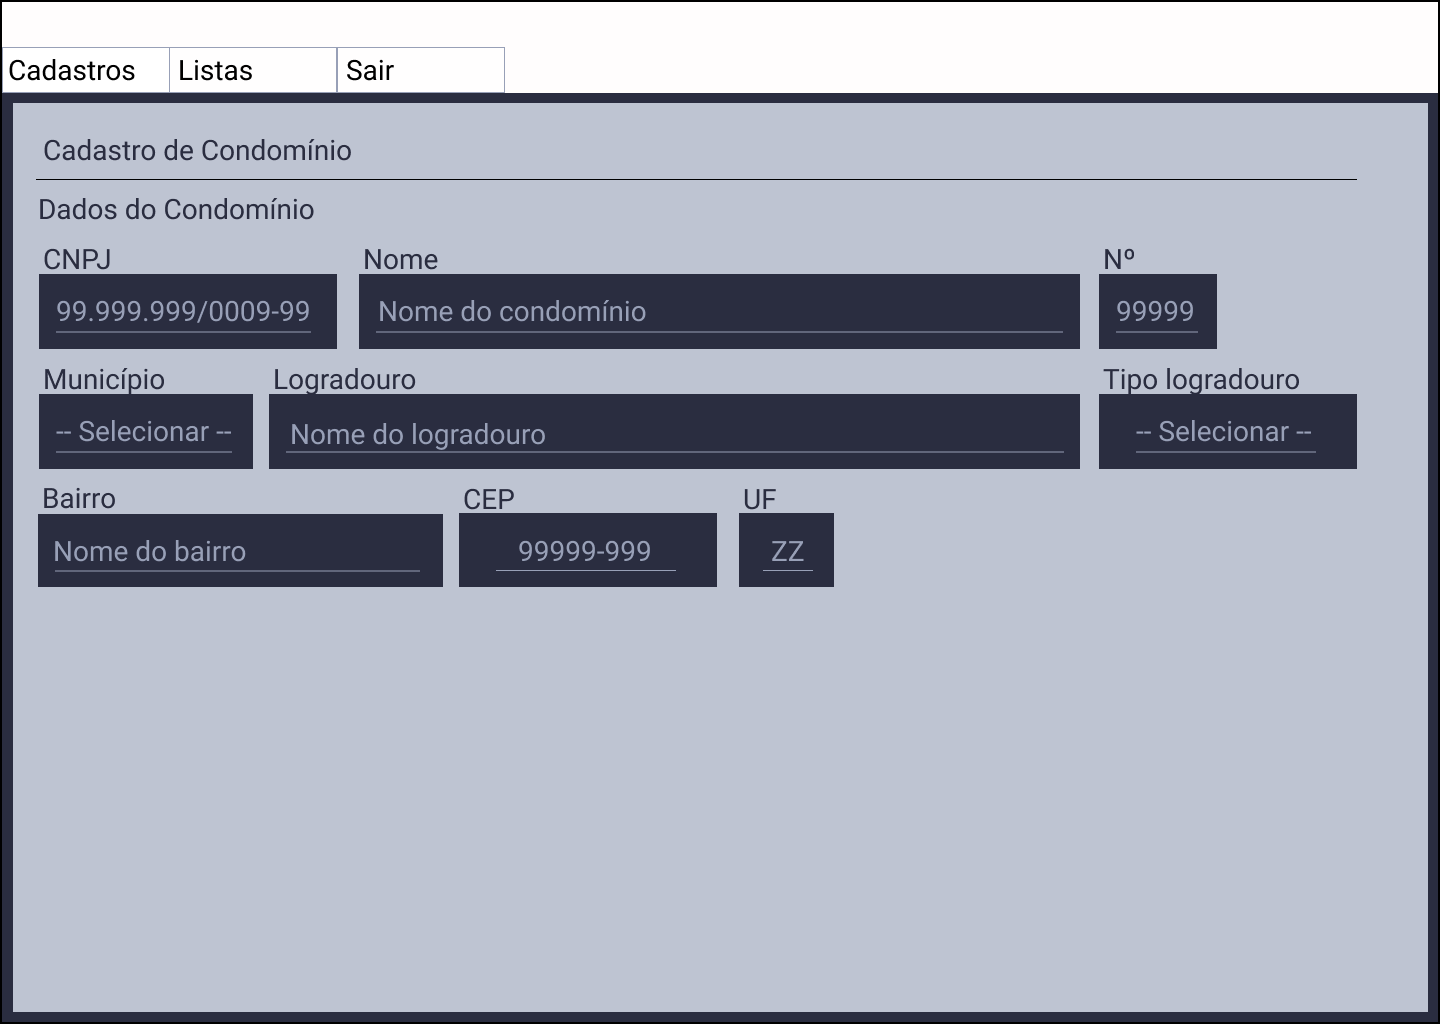 Cadastros Listas Sair
Cadastro de Condomínio
Dados do Condomínio
CNPJ Nome Nº
99.999.999/0009-99 Nome do condomínio 99999
Município Logradouro Tipo logradouro
-- Selecionar -- Nome do logradouro -- Selecionar --
Bairro CEP UF
Nome do bairro 99999-999 ZZ